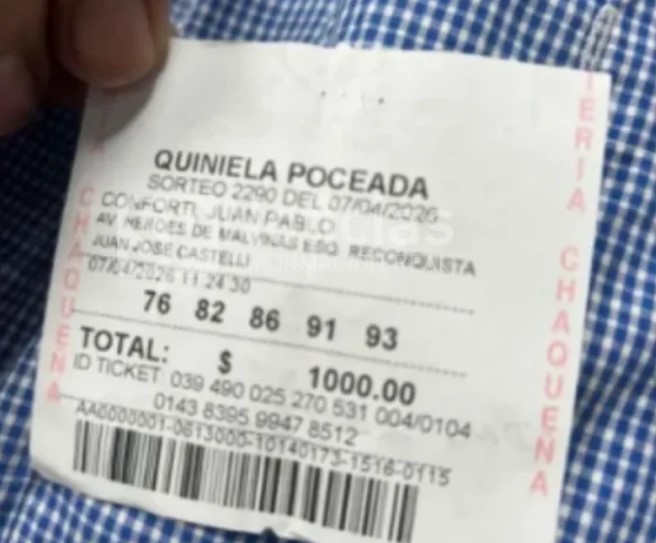 QUINIELA POCEADA
SORTEO 2290 DEL 07/04/2026
CONFORTI, JUAN PABLO
AV. HEROES DE MALVINAS ESQ. RECONQUISTA
JUAN JOSE CASTELLI
07/04/2026 11:24:30
76 82 86 91 93
TOTAL: $ 1000.00
ID TICKET 039 490 025 270 531 004/0104
0143 8395 9947 8512
AA0000001-0613000-10140173-1516-0115
CHAQUEÑA
ERIA CHAQUEÑA